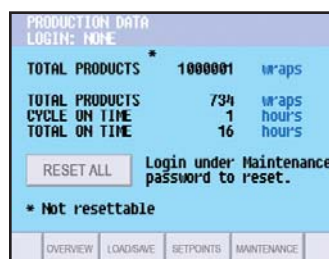 PRODUCTION DATA
LOGIN: NONE
*
TOTAL PRODUCTS 1000001 wraps
TOTAL PRODUCTS 734 wraps
CYCLE ON TIME 1 hours
TOTAL ON TIME 16 hours
RESET ALL
Login under Maintenance
password to reset.
* Not resettable
OVERVIEW LOAD/SAVE SETPOINTS MAINTENANCE